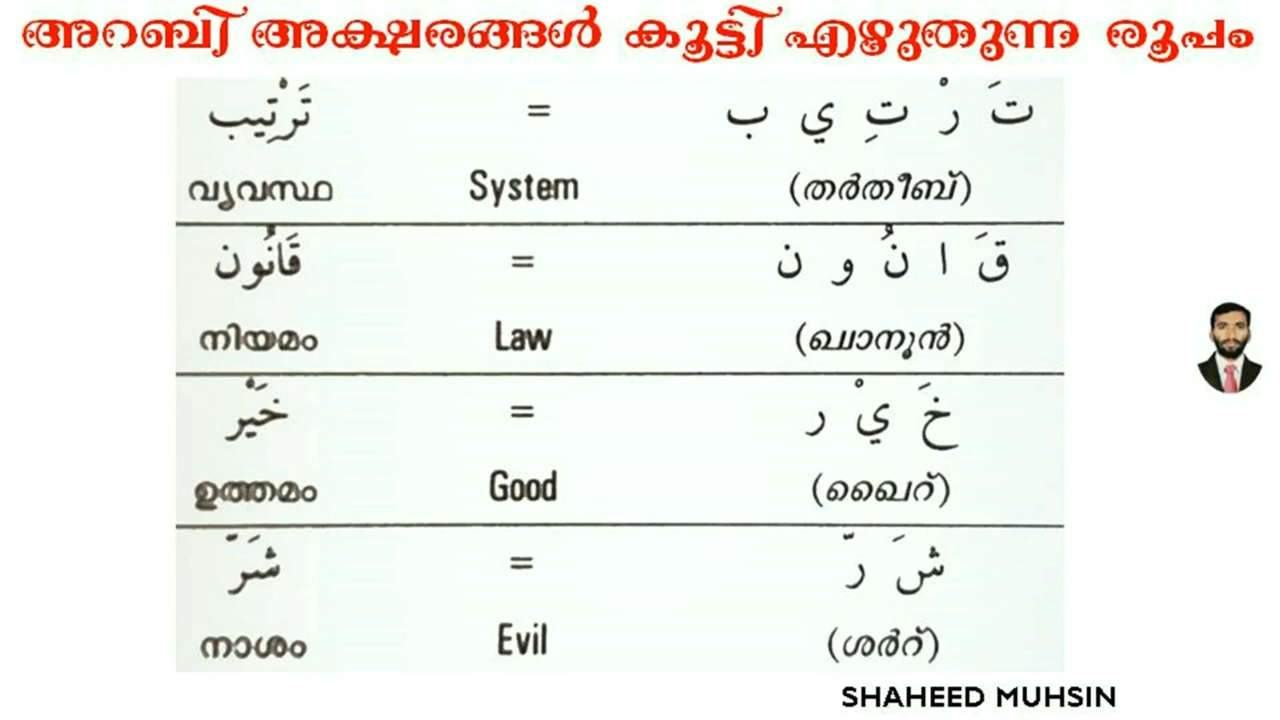 അറബി അക്ഷരങ്ങൾ കൂട്ടി എഴുതുന്ന രൂപം
تَرْتِيب = تَ رْ تِ ي ب
വ്യവസ്ഥ System (തർതീബ്)
قَانُون = قَ ا نُ و ن
നിയമം Law (ഖാനൂൻ)
خَيْر = خَ يْ ر
ഉത്തമം Good (ഖൈറ്)
شَرّ = شَ رّ
നാശം Evil (ശർറ്)
SHAHEED MUHSIN